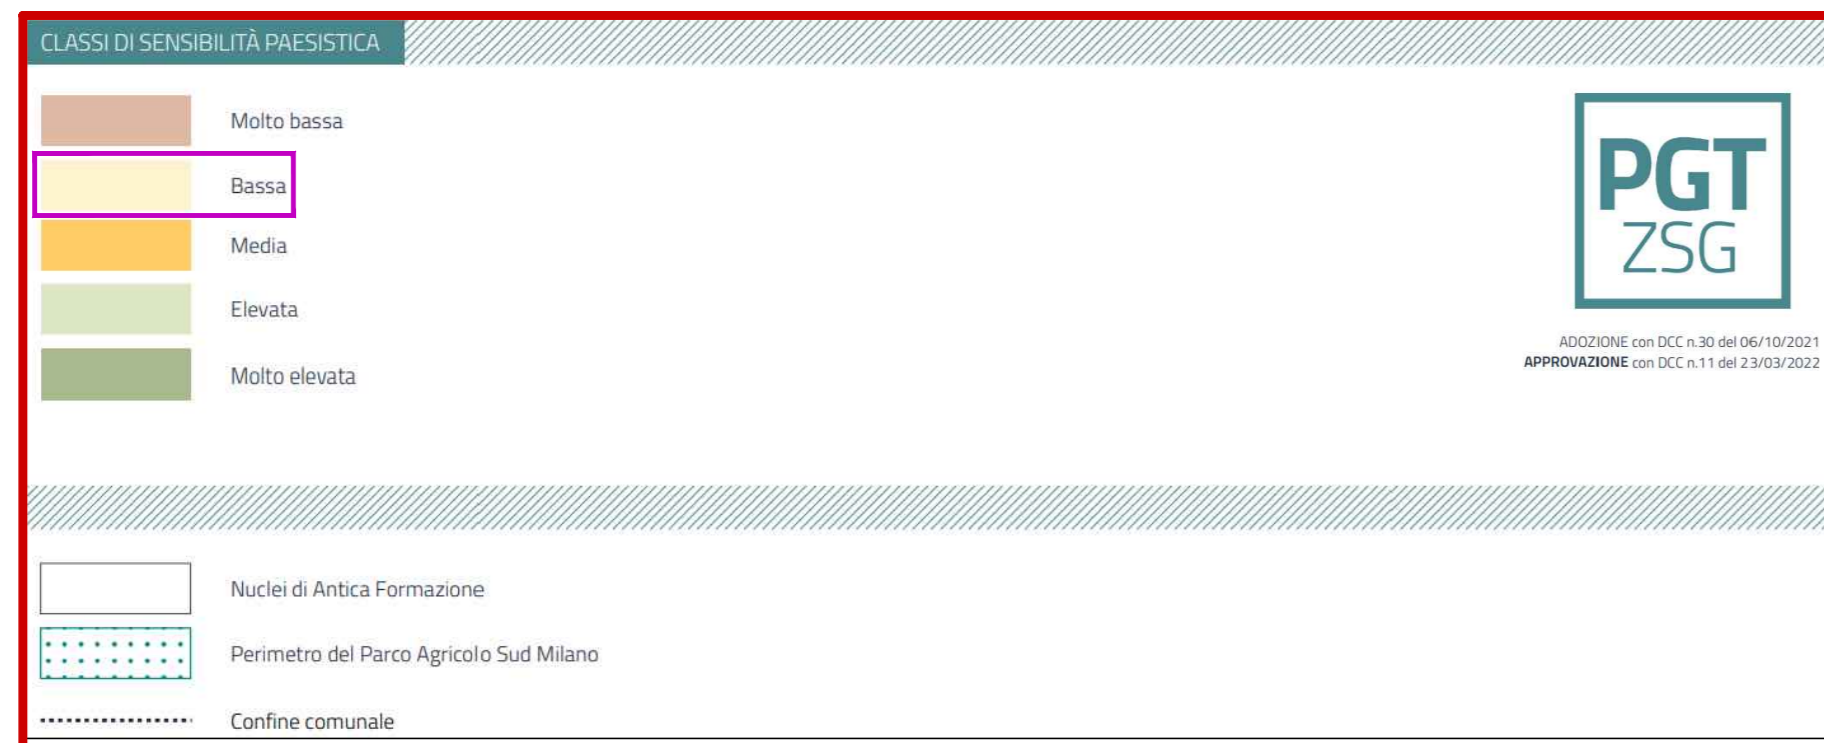 CLASSI DI SENSIBILITÀ PAESISTICA
Molto bassa
Bassa
Media
Elevata
Molto elevata
PGT
ZSG
ADOZIONE con DCC n.30 del 06/10/2021
APPROVAZIONE con DCC n.11 del 23/03/2022
Nuclei di Antica Formazione
Perimetro del Parco Agricolo Sud Milano
Confine comunale